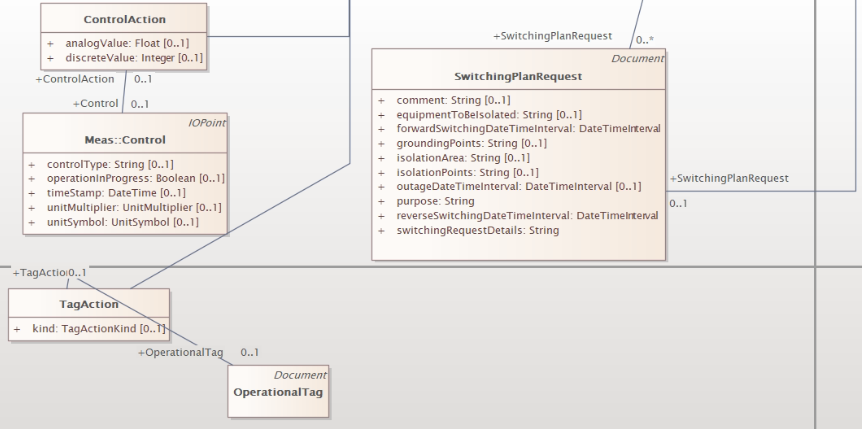 ControlAction
+ analogValue: Float [0..1]
+ discreteValue: Integer [0..1]
+ControlAction 0..1
+Control 0..1
IOPoint
Meas::Control
+ controlType: String [0..1]
+ operationInProgress: Boolean [0..1]
+ timeStamp: DateTime [0..1]
+ unitMultiplier: UnitMultiplier [0..1]
+ unitSymbol: UnitSymbol [0..1]
+SwitchingPlanRequest
0..*
Document
SwitchingPlanRequest
+ comment: String [0..1]
+ equipmentToBeIsolated: String [0..1]
+ forwardSwitchingDateTimeInterval: DateTimeInterval
+ groundingPoints: String [0..1]
+ isolationArea: String [0..1]
+ isolationPoints: String [0..1]
+ outageDateTimeInterval: DateTimeInterval [0..1]
+ purpose: String
+ reverseSwitchingDateTimeInterval: DateTimeInterval
+ switchingRequestDetails: String
+SwitchingPlanRequest
0..1
+TagAction 0..1
TagAction
+ kind: TagActionKind [0..1]
+OperationalTag 0..1
Document
OperationalTag